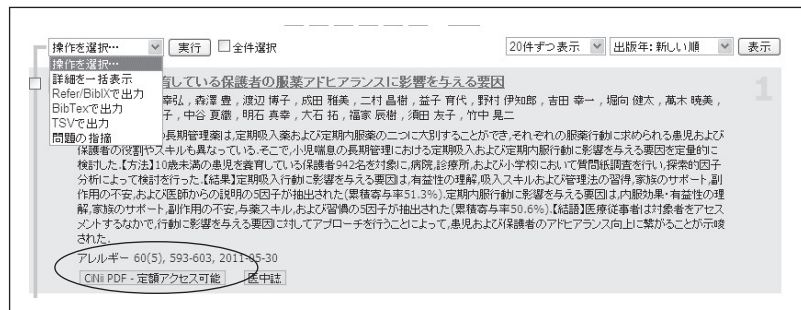 操作を選択… 実行 全件選択 20件ずつ表示 出版年：新しい順 表示
操作を選択…
詳細を一括表示
Refer/BibIXで出力
BibTexで出力
TSVで出力
問題の指摘
している保護者の服薬アドヒアランスに影響を与える要因 1
幸弘 , 森澤 豊 , 渡辺 博子 , 成田 雅美 , 二村 昌樹 , 益子 育代 , 野村 伊知郎 , 吉田 幸一 , 堀向 健太 , 萬木 暁美 ,
子 , 中谷 夏織 , 明石 真幸 , 大石 拓 , 福家 辰樹 , 須田 友子 , 竹中 晃二
長期管理薬は,定期吸入薬および定期内服薬の二つに大別することができ,それぞれの服薬行動に求められる患児および
保護者の役割やスキルも異なっている.そこで,小児喘息の長期管理における定期吸入および定期内服行動に影響を与える要因を定量的に
検討した.【方法】10歳未満の患児を養育している保護者942名を対象に,病院,診療所,および小学校において質問紙調査を行い,探索的因子
分析によって検討を行った.【結果】定期吸入行動に影響を与える要因は,有益性の理解,吸入スキルおよび管理法の習得,家族のサポート,副
作用の不安,および医師からの説明の5因子が抽出された(累積寄与率51.3%).定期内服行動に影響を与える要因は,内服効果・有益性の理
解,家族のサポート,副作用の不安,与薬スキル,および習慣の5因子が抽出された(累積寄与率50.6%).【結語】医療従事者は対象者をアセス
メントするなかで,行動に影響を与える要因に対してアプローチを行うことによって,患児および保護者のアドヒアランス向上に繋がることが示唆
された.
アレルギー 60(5), 593-603, 2011-05-30
CiNii PDF - 定額アクセス可能 医中誌